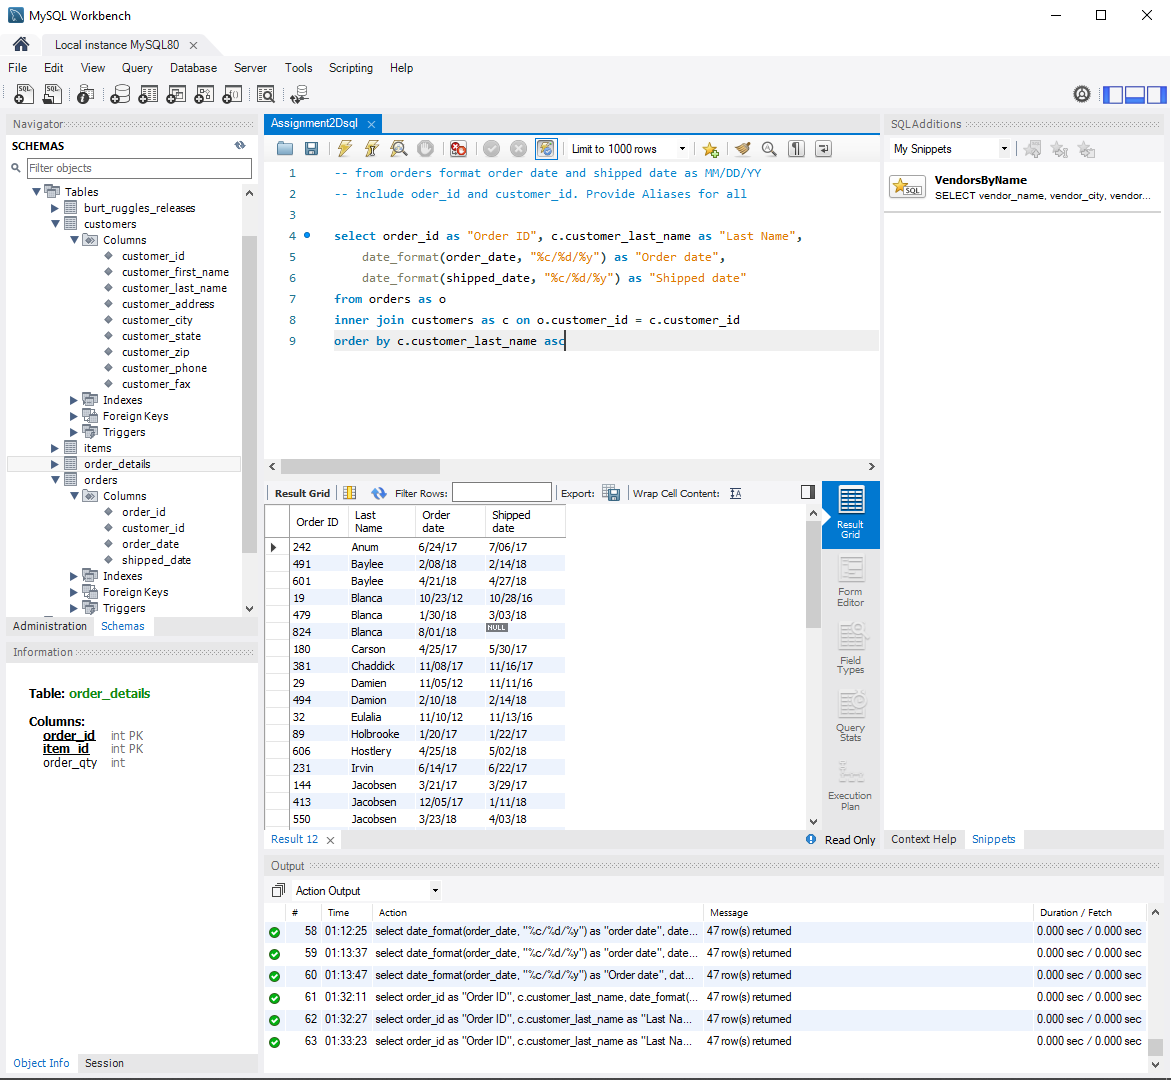 MySQL Workbench
Local instance MySQL80
File Edit View Query Database Server Tools Scripting Help
Navigator
SCHEMAS
Filter objects
Tables
burt_ruggles_releases
customers
Columns
customer_id
customer_first_name
customer_last_name
customer_address
customer_city
customer_state
customer_zip
customer_phone
customer_fax
Indexes
Foreign Keys
Triggers
items
order_details
orders
Columns
order_id
customer_id
order_date
shipped_date
Indexes
Foreign Keys
Triggers
Administration Schemas
Information
Table: order_details
Columns:
order_id int PK
item_id int PK
order_qty int
Object Info Session
Assignment2Dsql
Limit to 1000 rows
1 -- from orders format order date and shipped date as MM/DD/YY
2 -- include oder_id and customer_id. Provide Aliases for all
3
4 select order_id as "Order ID", c.customer_last_name as "Last Name",
5 date_format(order_date, "%c/%d/%y") as "Order date",
6 date_format(shipped_date, "%c/%d/%y") as "Shipped date"
7 from orders as o
8 inner join customers as c on o.customer_id = c.customer_id
9 order by c.customer_last_name asc
Result Grid Filter Rows: Export: Wrap Cell Content:
Order ID Last Name Order date Shipped date
242 Anum 6/24/17 7/06/17
491 Baylee 2/08/18 2/14/18
601 Baylee 4/21/18 4/27/18
19 Blanca 10/23/12 10/28/16
479 Blanca 1/30/18 3/03/18
824 Blanca 8/01/18 NULL
180 Carson 4/25/17 5/30/17
381 Chaddick 11/08/17 11/16/17
29 Damien 11/05/12 11/11/16
494 Damion 2/10/18 2/14/18
32 Eulalia 11/10/12 11/13/16
89 Holbrooke 1/20/17 1/22/17
606 Hostlery 4/25/18 5/02/18
231 Irvin 6/14/17 6/22/17
144 Jacobsen 3/21/17 3/29/17
413 Jacobsen 12/05/17 1/11/18
550 Jacobsen 3/23/18 4/03/18
Result Grid
Form Editor
Field Types
Query Stats
Execution Plan
Result 12
Read Only
SQLAdditions
My Snippets
SQL
VendorsByName
SELECT vendor_name, vendor_city, vendor...
Context Help Snippets
Output
Action Output
# Time Action Message Duration / Fetch
58 01:12:25 select date_format(order_date, "%c/%d/%y") as "order date", date... 47 row(s) returned 0.000 sec / 0.000 sec
59 01:13:37 select date_format(order_date, "%c/%d/%y") as "order date", date... 47 row(s) returned 0.000 sec / 0.000 sec
60 01:13:47 select date_format(order_date, "%c/%d/%y") as "Order date", dat... 47 row(s) returned 0.000 sec / 0.000 sec
61 01:32:11 select order_id as "Order ID", c.customer_last_name, date_format(... 47 row(s) returned 0.000 sec / 0.000 sec
62 01:32:27 select order_id as "Order ID", c.customer_last_name as "Last Na... 47 row(s) returned 0.000 sec / 0.000 sec
63 01:33:23 select order_id as "Order ID", c.customer_last_name as "Last Na... 47 row(s) returned 0.000 sec / 0.000 sec